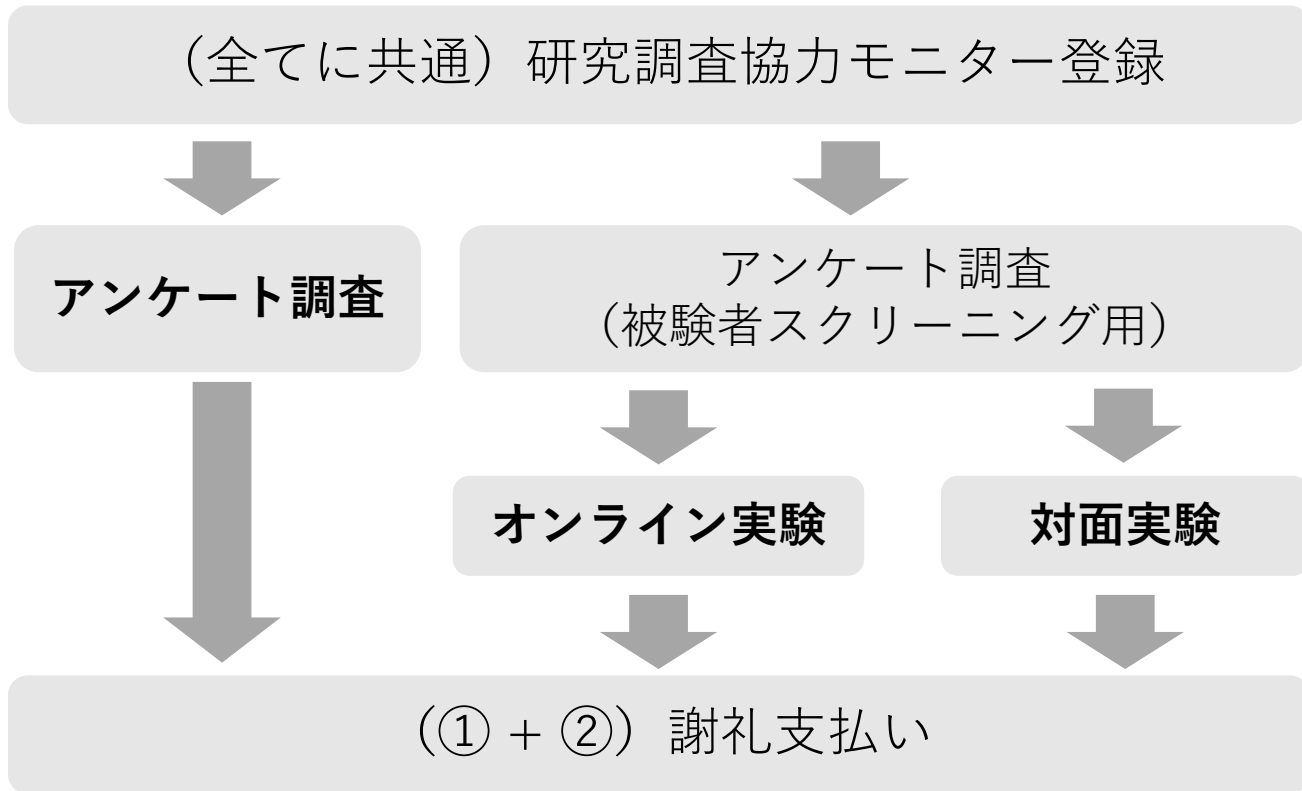 （全てに共通）研究調査協力モニター登録
アンケート調査
アンケート調査
（被験者スクリーニング用）
オンライン実験
対面実験
（① + ②）謝礼支払い